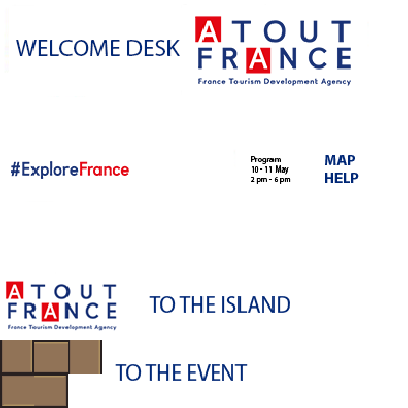 WELCOME DESK
ATOUT
FRANCE
France Tourism Development Agency
#ExploreFrance
Program
10 • 11 May
2 pm – 6 pm
MAP
HELP
ATOUT
FRANCE
France Tourism Development Agency
TO THE ISLAND
TO THE EVENT